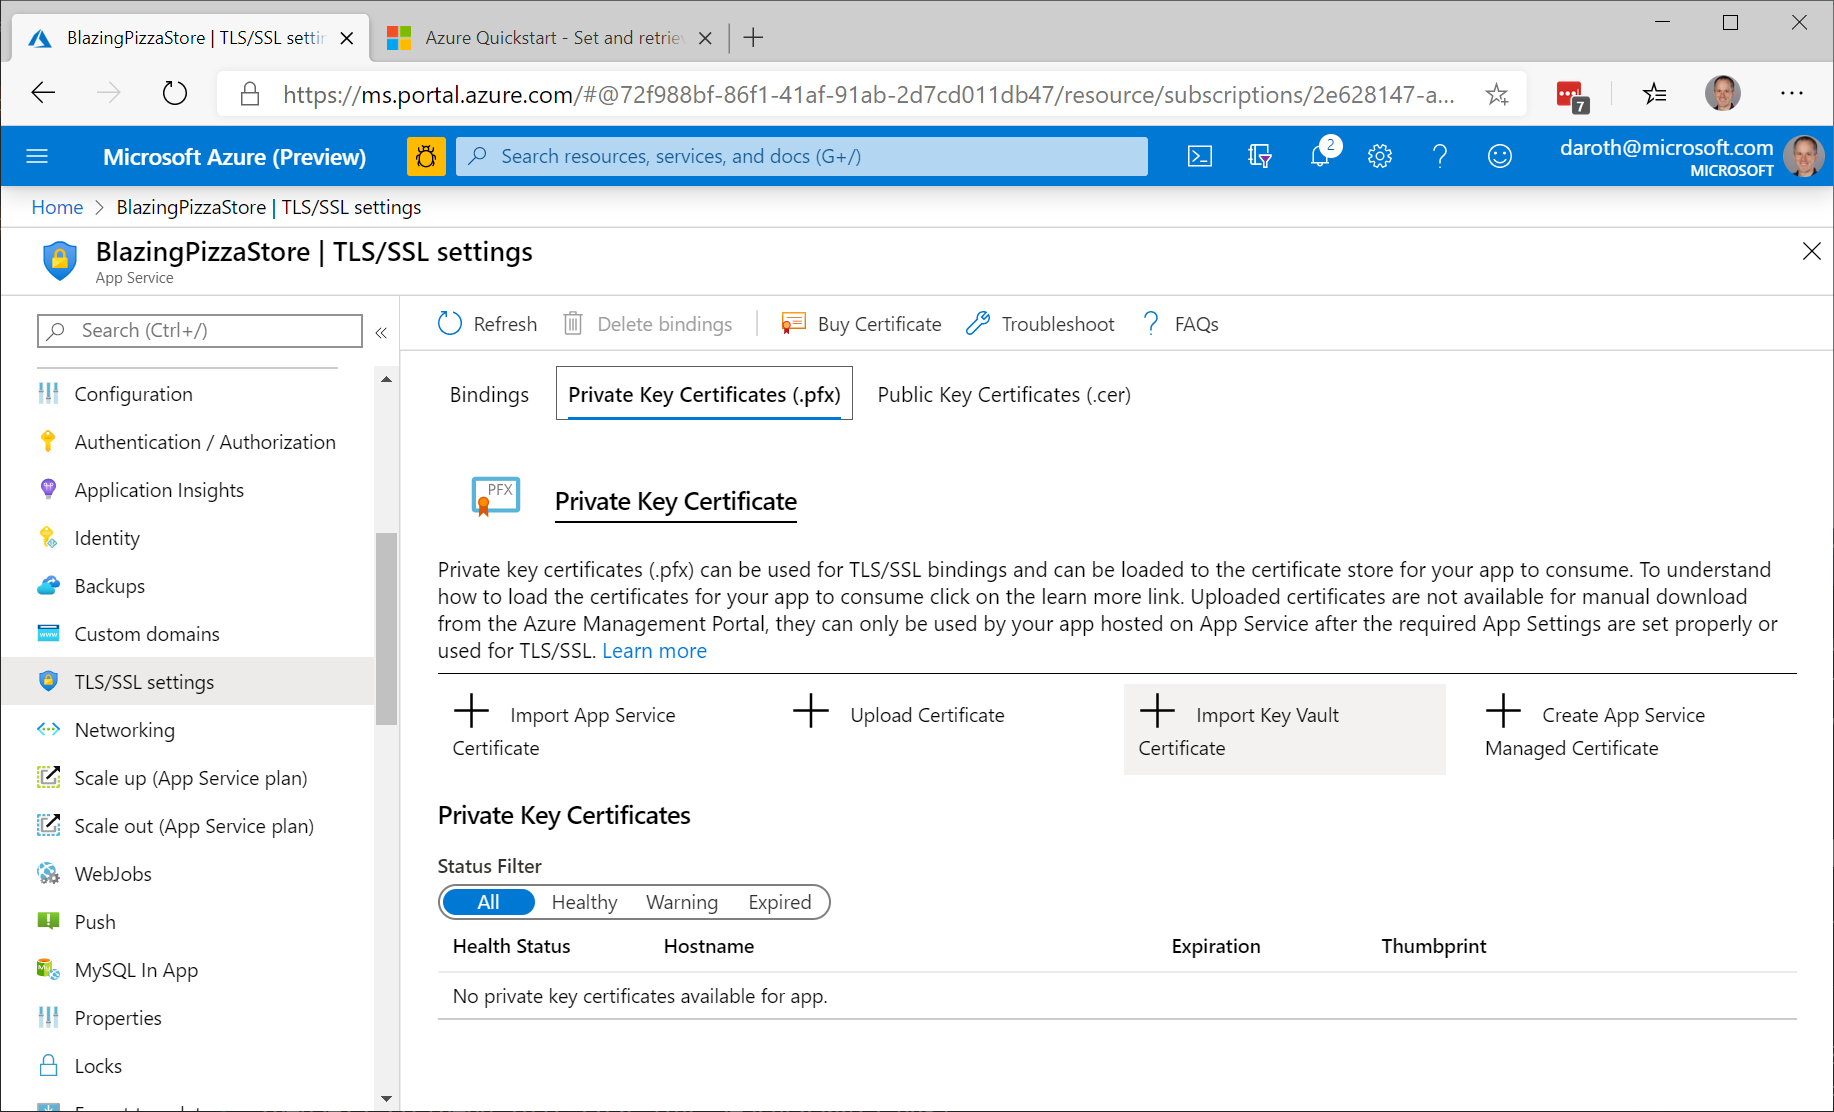 BlazingPizzaStore | TLS/SSL settin
Azure Quickstart - Set and retriev
https://ms.portal.azure.com/#@72f988bf-86f1-41af-91ab-2d7cd011db47/resource/subscriptions/2e628147-a...
7
Microsoft Azure (Preview)
Search resources, services, and docs (G+/)
2
daroth@microsoft.com
MICROSOFT
Home > BlazingPizzaStore | TLS/SSL settings
BlazingPizzaStore | TLS/SSL settings
App Service
Search (Ctrl+/)
Configuration
Authentication / Authorization
Application Insights
Identity
Backups
Custom domains
TLS/SSL settings
Networking
Scale up (App Service plan)
Scale out (App Service plan)
WebJobs
Push
MySQL In App
Properties
Locks
Refresh
Delete bindings
Buy Certificate
Troubleshoot
FAQs
Bindings
Private Key Certificates (.pfx)
Public Key Certificates (.cer)
PFX
Private Key Certificate
Private key certificates (.pfx) can be used for TLS/SSL bindings and can be loaded to the certificate store for your app to consume. To understand
how to load the certificates for your app to consume click on the learn more link. Uploaded certificates are not available for manual download
from the Azure Management Portal, they can only be used by your app hosted on App Service after the required App Settings are set properly or
used for TLS/SSL. Learn more
Import App Service
Certificate
Upload Certificate
Import Key Vault
Certificate
Create App Service
Managed Certificate
Private Key Certificates
Status Filter
All Healthy Warning Expired
Health Status Hostname Expiration Thumbprint
No private key certificates available for app.